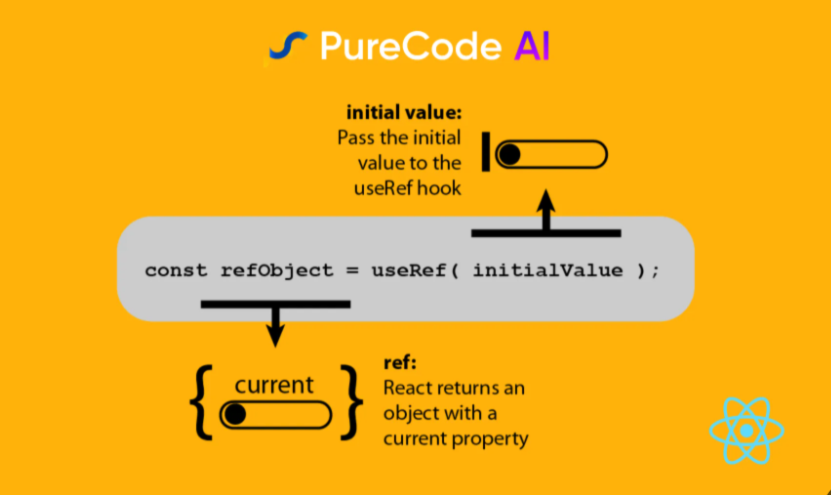 PureCode AI
initial value:
Pass the initial
value to the
useRef hook
const refObject = useRef( initialValue );
{ current }
ref:
React returns an
object with a
current property